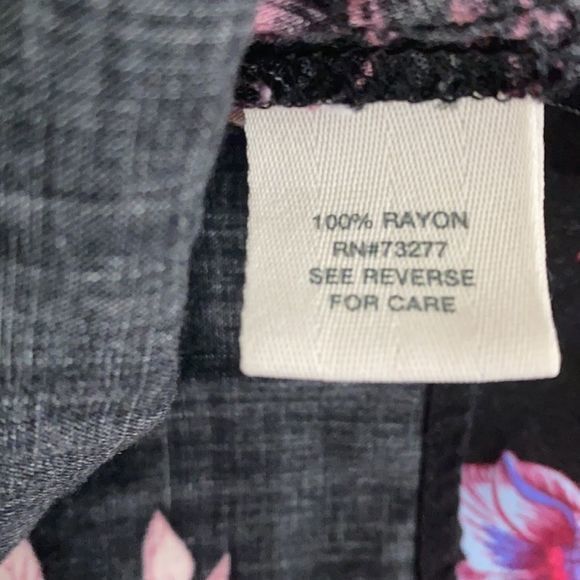 100% RAYON
RN#73277
SEE REVERSE
FOR CARE